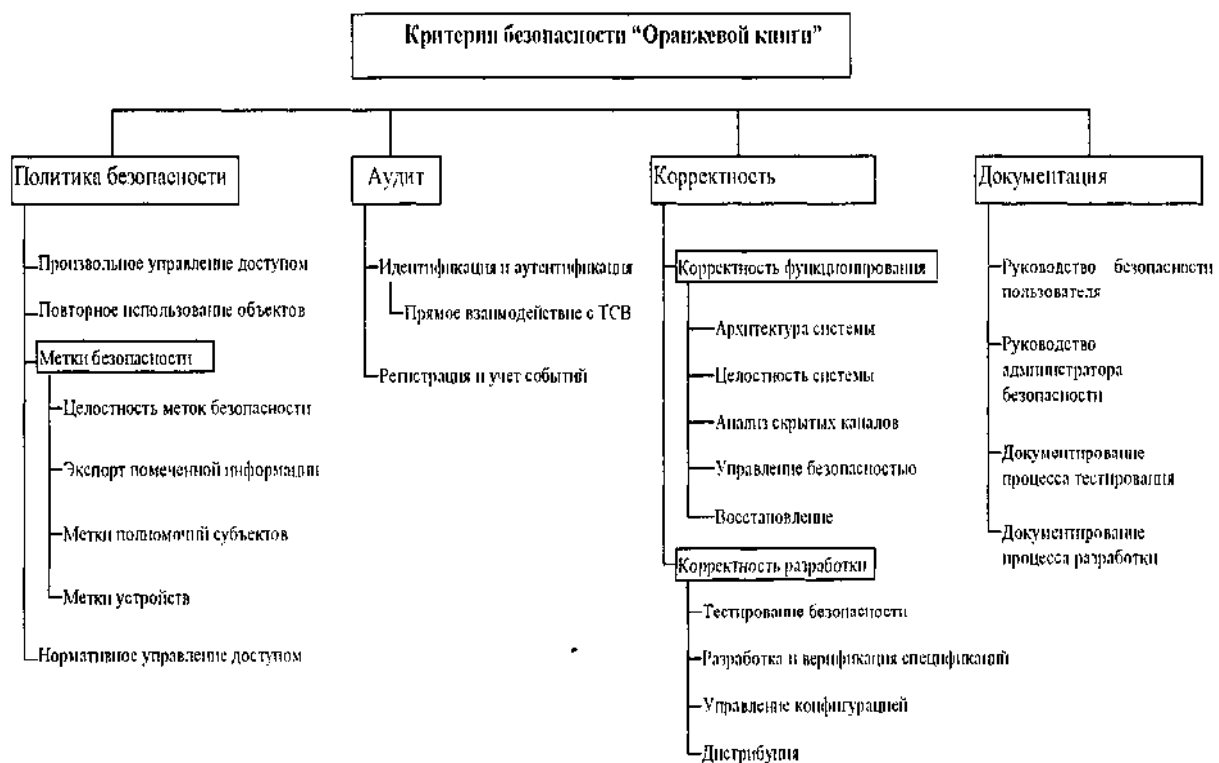 Критерии безопасности “Оранжевой книги”
Политика безопасности
Произвольное управление доступом
Повторное использование объектов
Метки безопасности
Целостность меток безопасности
Экспорт помеченной информации
Метки полномочий субъектов
Метки устройств
Нормативное управление доступом
Аудит
Идентификация и аутентификация
Прямое взаимодействие с ТСВ
Регистрация и учет событий
Корректность
Корректность функционирования
Архитектура системы
Целостность системы
Анализ скрытых каналов
Управление безопасностью
Восстановление
Корректность разработки
Тестирование безопасности
Разработка и верификация спецификаций
Управление конфигурацией
Дистрибуция
Документация
Руководство безопасности
пользователя
Руководство
администратора
безопасности
Документирование
процесса тестирования
Документирование
процесса разработки